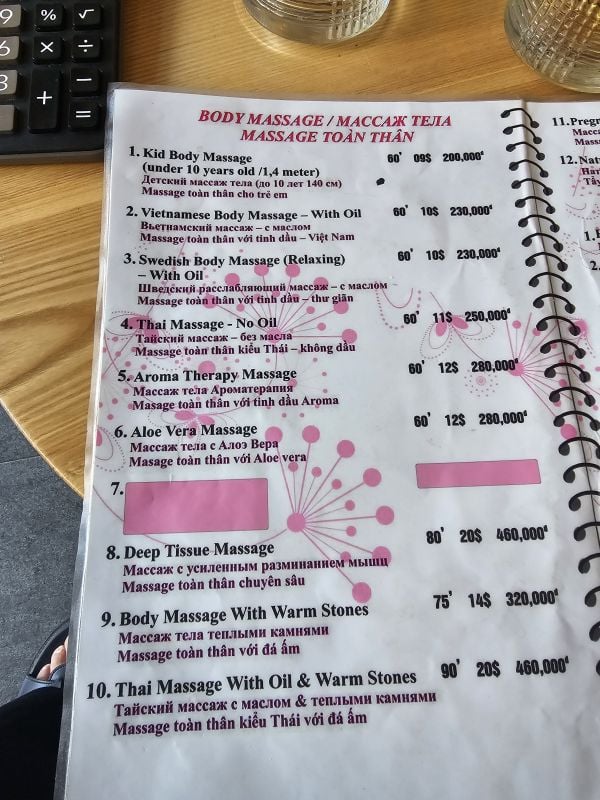 9 % √
6 × ÷
3 + −
=
BODY MASSAGE / МАССАЖ ТЕЛА
MASSAGE TOÀN THÂN
1. Kid Body Massage 60' 09$ 200,000đ
(under 10 years old /1,4 meter)
Детский массаж тела (до 10 лет 140 см)
Massage toàn thân cho trẻ em
2. Vietnamese Body Massage – With Oil 60' 10$ 230,000đ
Вьетнамский массаж – с маслом
Massage toàn thân với tinh dầu – Việt Nam
3. Swedish Body Massage (Relaxing) 60' 10$ 230,000đ
– With Oil
Шведский расслабляющий массаж – с маслом
Massage toàn thân với tinh dầu – thư giãn
4. Thai Massage - No Oil 60' 11$ 250,000đ
Тайский массаж – без масла
Massage toàn thân kiểu Thái – không dầu
5. Aroma Therapy Massage 60' 12$ 280,000đ
Массаж тела Ароматерапия
Masage toàn thân với tinh dầu Aroma
6. Aloe Vera Massage 60' 12$ 280,000đ
Массаж тела с Алоэ Вера
Masage toàn thân với Aloe vera
7.
8. Deep Tissue Massage 80' 20$ 460,000đ
Массаж с усиленным разминанием мышц
Massage toàn thân chuyên sâu
9. Body Massage With Warm Stones 75' 14$ 320,000đ
Массаж тела теплыми камнями
Massage toàn thân với đá ấm
10. Thai Massage With Oil & Warm Stones 90' 20$ 460,000đ
Тайский массаж с маслом & теплыми камнями
Massage toàn thân kiểu Thái với đá ấm
11. Pregn
12.